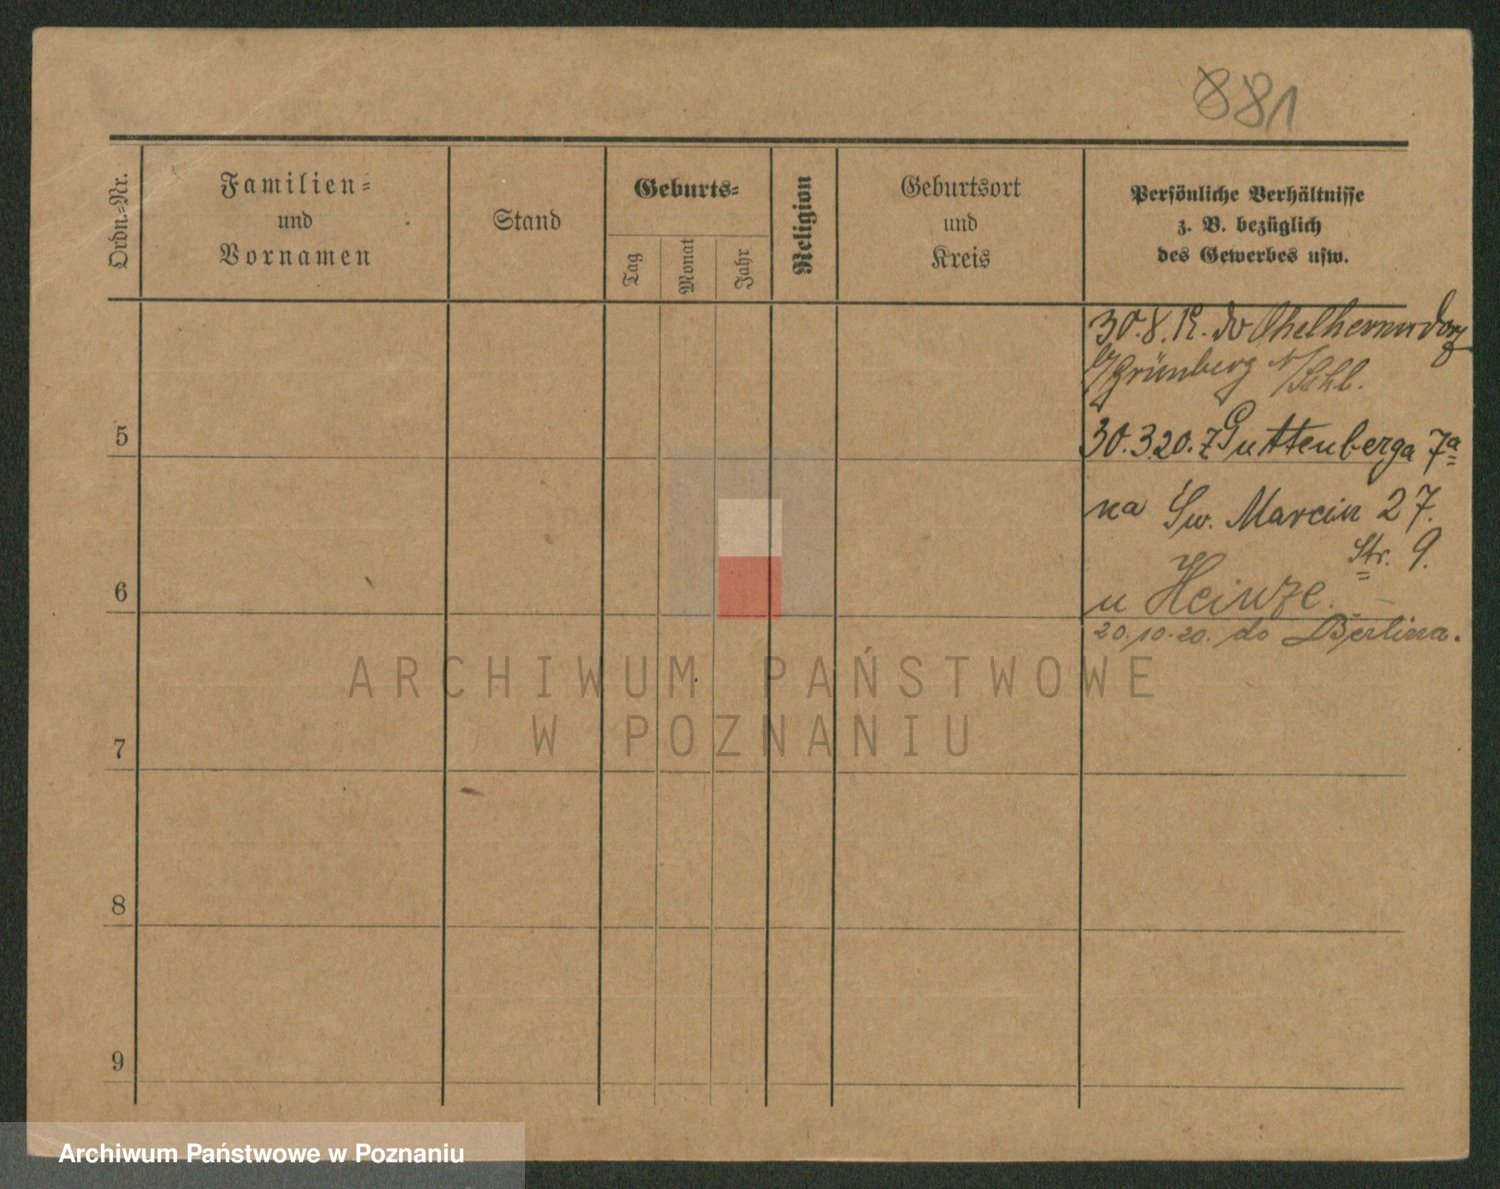 881
Ordn.-Nr.
Familien-
und
Vornamen
Stand
Geburts-
Tag
Monat
Jahr
Religion
Geburtsort
und
Kreis
Persönliche Verhältnisse
z. B. bezüglich
des Gewerbes usw.
do
Grünberg /Schl.
5
30.3.20. z Guttenberga 7a
na Św. Marcin 27.
Str. 9.
6
u Heinze.
20.10.20. do Berlina.
ARCHIWUM PAŃSTWOWE
W POZNANIU
7
8
9
Archiwum Państwowe w Poznaniu